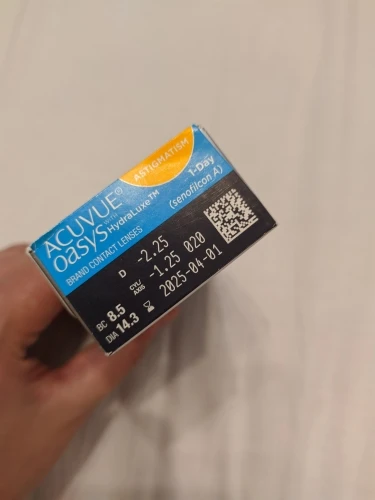 ASTIGMATISM
ACUVUE®
oasys with HydraLuxe™
1-Day
(senofilcon A)
BRAND CONTACT LENSES
D -2.25
CYL/AXIS -1.25 020
BC 8.5
2025-04-01
DIA 14.3